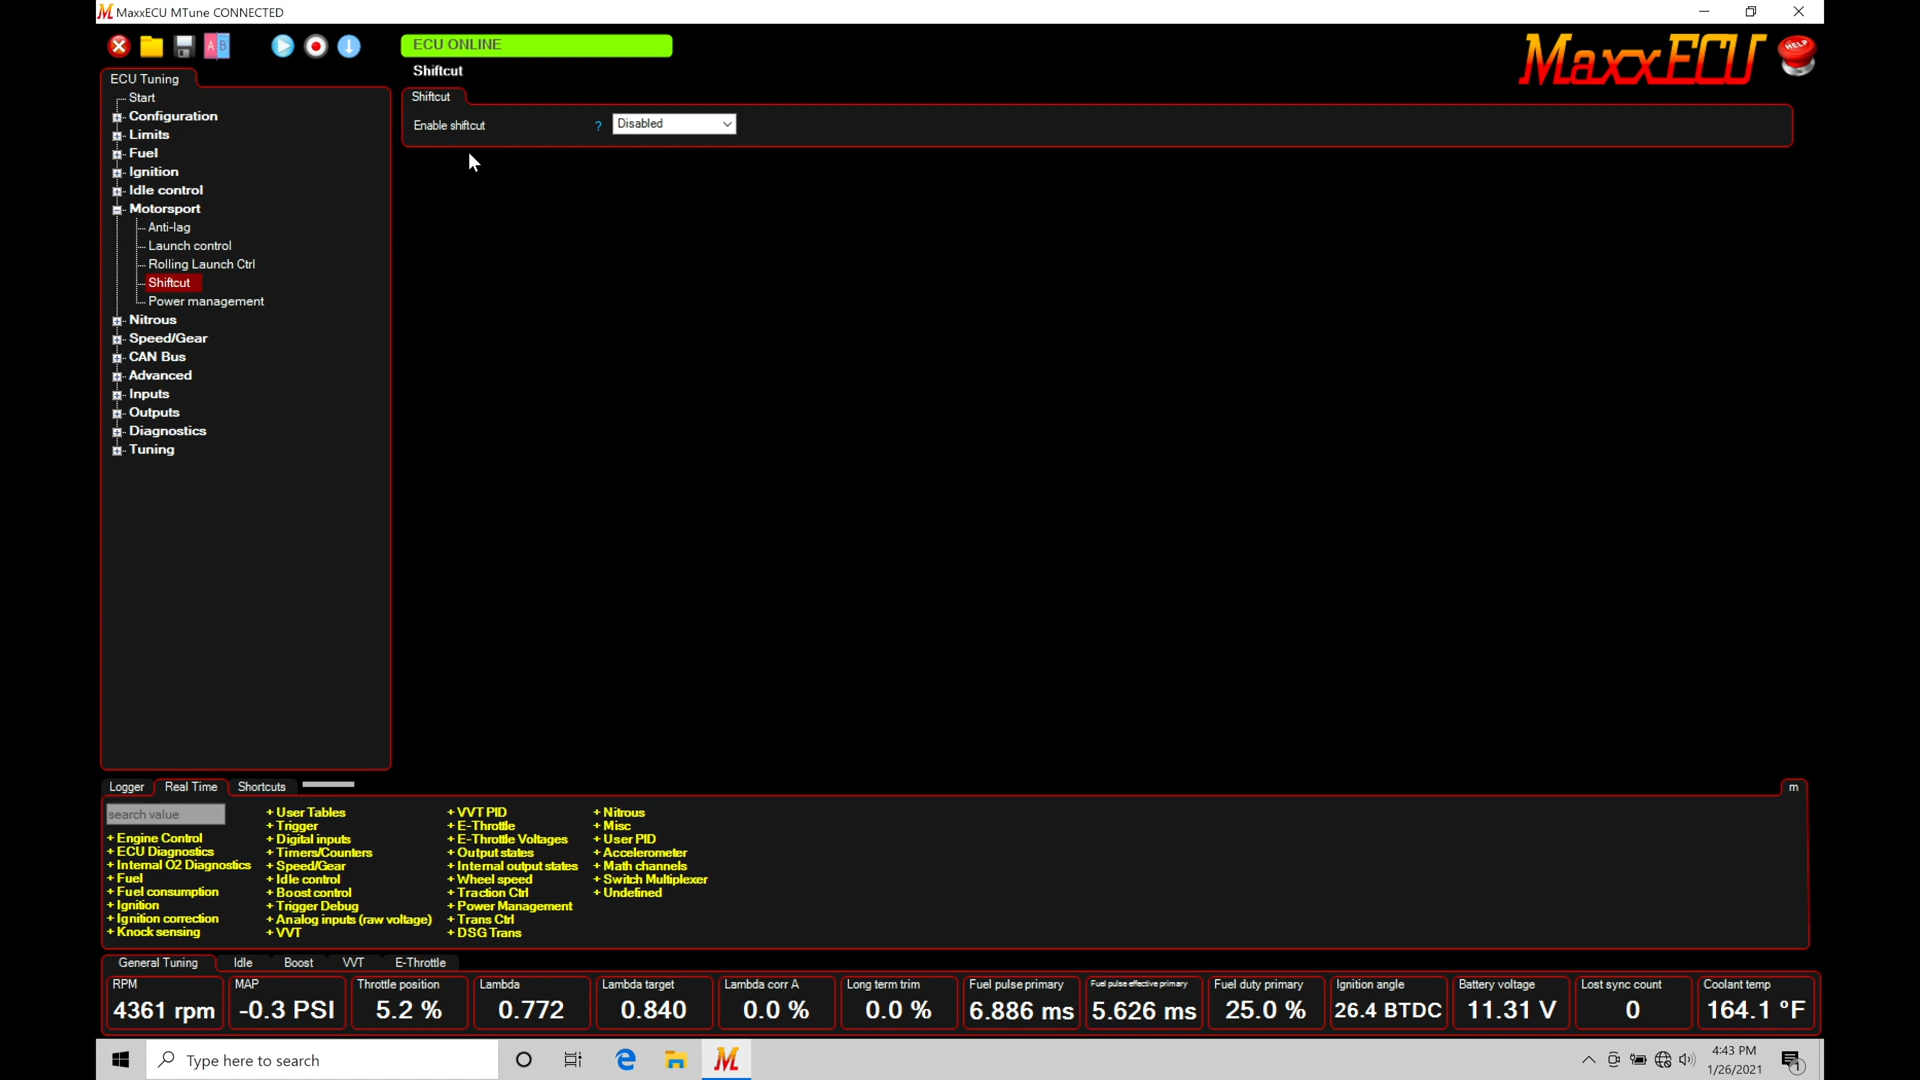 MaxxECU MTune CONNECTED
A B
ECU ONLINE
MaxxECU
HELP
Shiftcut
ECU Tuning
Start
Configuration
Limits
Fuel
Ignition
Idle control
Motorsport
Anti-lag
Launch control
Rolling Launch Ctrl
Shiftcut
Power management
Nitrous
Speed/Gear
CAN Bus
Advanced
Inputs
Outputs
Diagnostics
Tuning
Shiftcut
Enable shiftcut ? Disabled
Logger Real Time Shortcuts m
search value
+ Engine Control
+ ECU Diagnostics
+ Internal O2 Diagnostics
+ Fuel
+ Fuel consumption
+ Ignition
+ Ignition correction
+ Knock sensing
+ User Tables
+ Trigger
+ Digital inputs
+ Timers/Counters
+ Speed/Gear
+ Idle control
+ Boost control
+ Trigger Debug
+ Analog inputs (raw voltage)
+ VVT
+ VVT PID
+ E-Throttle
+ E-Throttle Voltages
+ Output states
+ Internal output states
+ Wheel speed
+ Traction Ctrl
+ Power Management
+ Trans Ctrl
+ DSG Trans
+ Nitrous
+ Misc
+ User PID
+ Accelerometer
+ Math channels
+ Switch Multiplexer
+ Undefined
General Tuning Idle Boost VVT E-Throttle
RPM
4361 rpm
MAP
-0.3 PSI
Throttle position
5.2 %
Lambda
0.772
Lambda target
0.840
Lambda corr A
0.0 %
Long term trim
0.0 %
Fuel pulse primary
6.886 ms
Fuel pulse effective primary
5.626 ms
Fuel duty primary
25.0 %
Ignition angle
26.4 BTDC
Battery voltage
11.31 V
Lost sync count
0
Coolant temp
164.1 °F
Type here to search
4:43 PM
1/26/2021
1